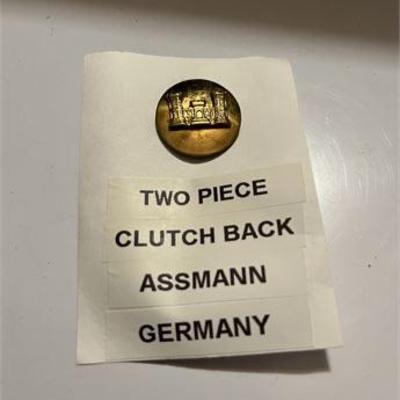 TWO PIECE
CLUTCH BACK
ASSMANN
GERMANY